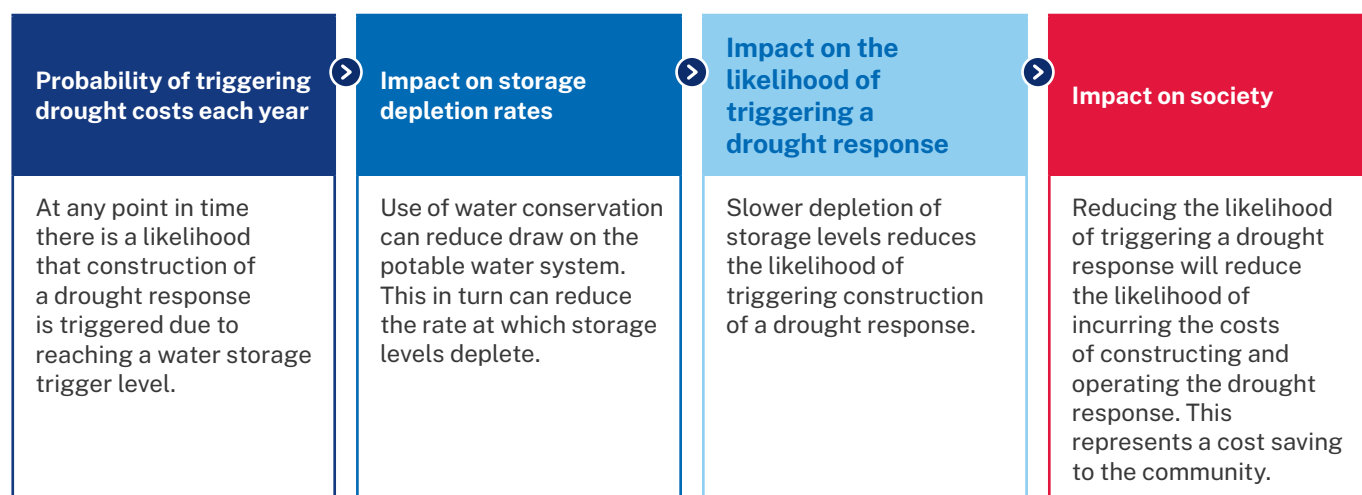 Probability of triggering
drought costs each year
At any point in time
there is a likelihood
that construction of
a drought response
is triggered due to
reaching a water storage
trigger level.
Impact on storage
depletion rates
Use of water conservation
can reduce draw on the
potable water system.
This in turn can reduce
the rate at which storage
levels deplete.
Impact on the
likelihood of
triggering a
drought response
Slower depletion of
storage levels reduces
the likelihood of
triggering construction
of a drought response.
Impact on society
Reducing the likelihood
of triggering a drought
response will reduce
the likelihood of
incurring the costs
of constructing and
operating the drought
response. This
represents a cost saving
to the community.